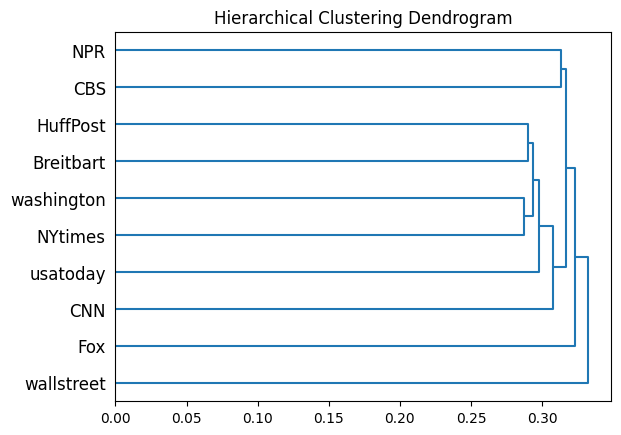 Hierarchical Clustering Dendrogram
NPR
CBS
HuffPost
Breitbart
washington
NYtimes
usatoday
CNN
Fox
wallstreet
0.00 0.05 0.10 0.15 0.20 0.25 0.30